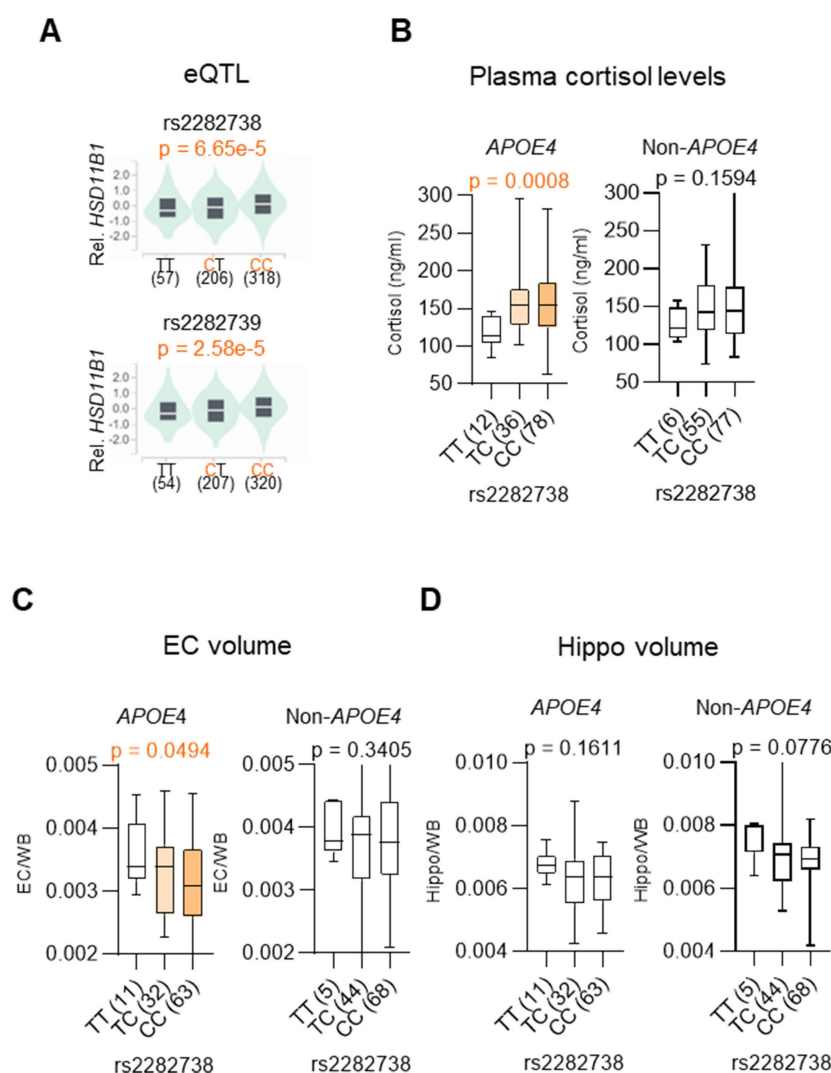 A
eQTL
rs2282738
p = 6.65e-5
Rel. HSD11B1
2.0
1.0
0.0
-1.0
-2.0
TT CT CC
(57) (206) (318)
rs2282739
p = 2.58e-5
Rel. HSD11B1
2.0
1.0
0.0
-1.0
-2.0
TT CT CC
(54) (207) (320)
B
Plasma cortisol levels
APOE4
p = 0.0008
Cortisol (ng/ml)
300
250
200
150
100
50
TT (12)
TC (36)
CC (78)
rs2282738
Non-APOE4
p = 0.1594
Cortisol (ng/ml)
300
250
200
150
100
50
TT (6)
TC (55)
CC (77)
rs2282738
C
EC volume
APOE4
p = 0.0494
EC/WB
0.005
0.004
0.003
0.002
TT (11)
TC (32)
CC (63)
rs2282738
Non-APOE4
p = 0.3405
EC/WB
0.005
0.004
0.003
0.002
TT (5)
TC (44)
CC (68)
rs2282738
D
Hippo volume
APOE4
p = 0.1611
Hippo/WB
0.010
0.008
0.006
0.004
TT (11)
TC (32)
CC (63)
rs2282738
Non-APOE4
p = 0.0776
Hippo/WB
0.010
0.008
0.006
0.004
TT (5)
TC (44)
CC (68)
rs2282738